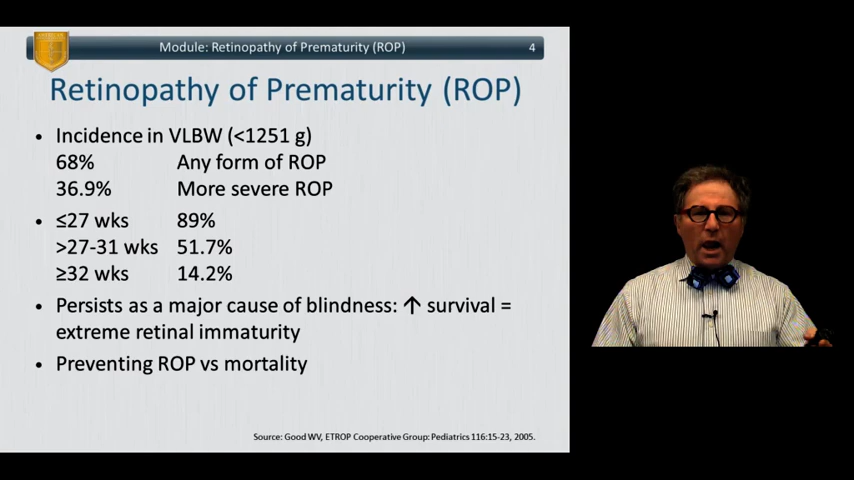 Module: Retinopathy of Prematurity (ROP) 4
Retinopathy of Prematurity (ROP)
• Incidence in VLBW (<1251 g)
68% Any form of ROP
36.9% More severe ROP
• ≤27 wks 89%
>27-31 wks 51.7%
≥32 wks 14.2%
• Persists as a major cause of blindness: ↑ survival =
extreme retinal immaturity
• Preventing ROP vs mortality
Source: Good WV, ETROP Cooperative Group: Pediatrics 116:15-23, 2005.